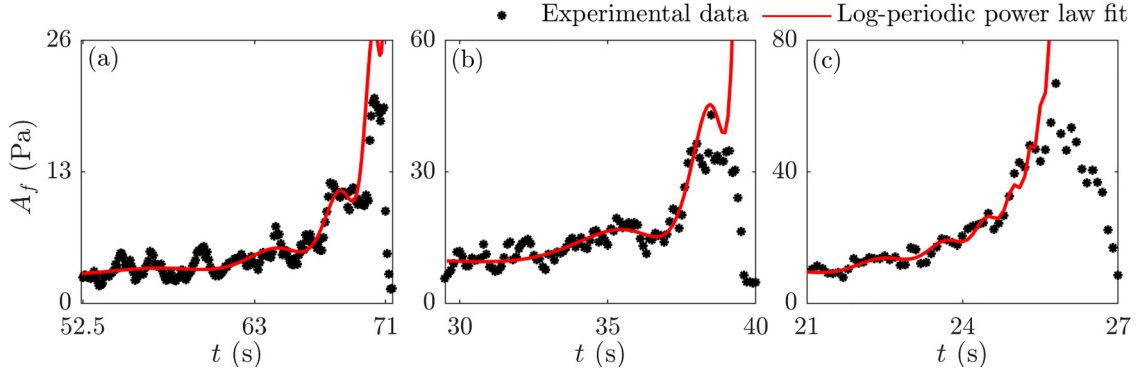 Experimental data Log-periodic power law fit
(a) (b) (c)
A_f (Pa)
26 13 0
60 30 0
80 40 0
52.5 63 71
30 35 40
21 24 27
t (s) t (s) t (s)